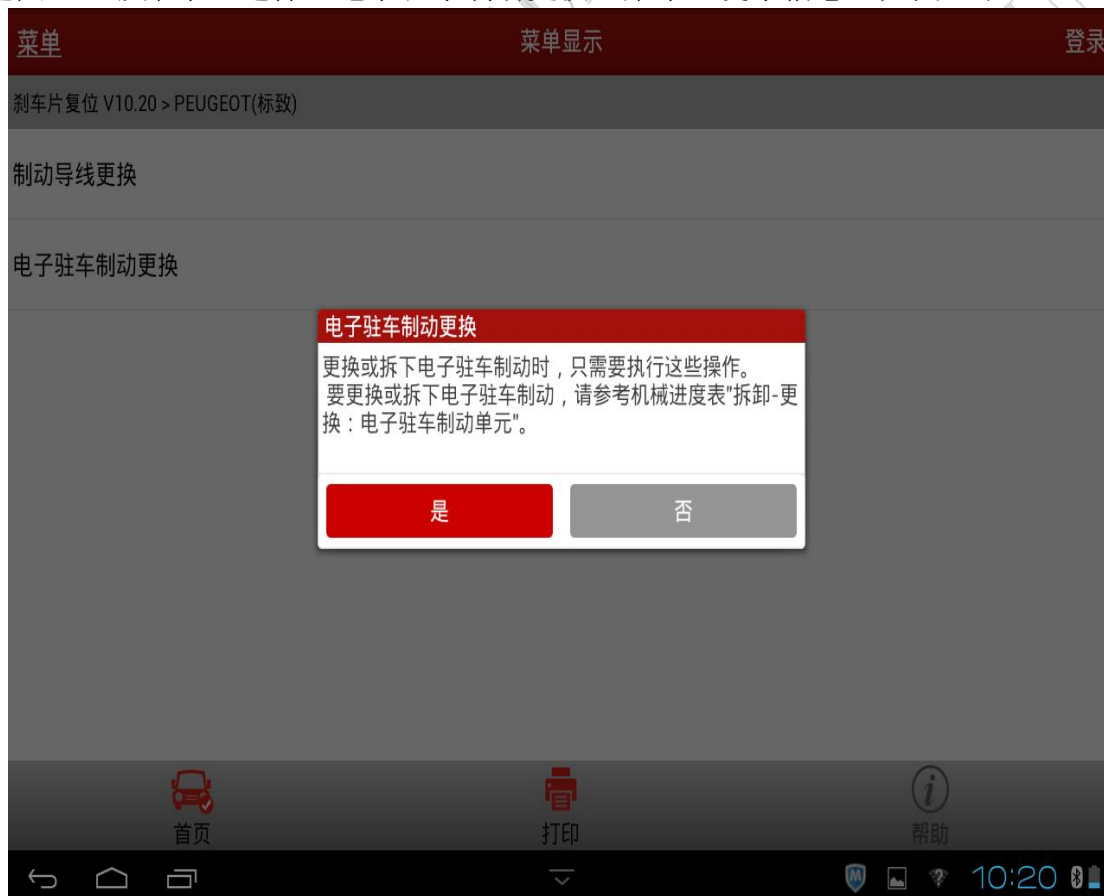 菜单
菜单显示
登录
刹车片复位 V10.20 > PEUGEOT(标致)
制动导线更换
电子驻车制动更换
电子驻车制动更换
更换或拆下电子驻车制动时，只需要执行这些操作。
要更换或拆下电子驻车制动，请参考机械进度表"拆卸-更
换：电子驻车制动单元"。
是
否
首页
打印
帮助
10:20